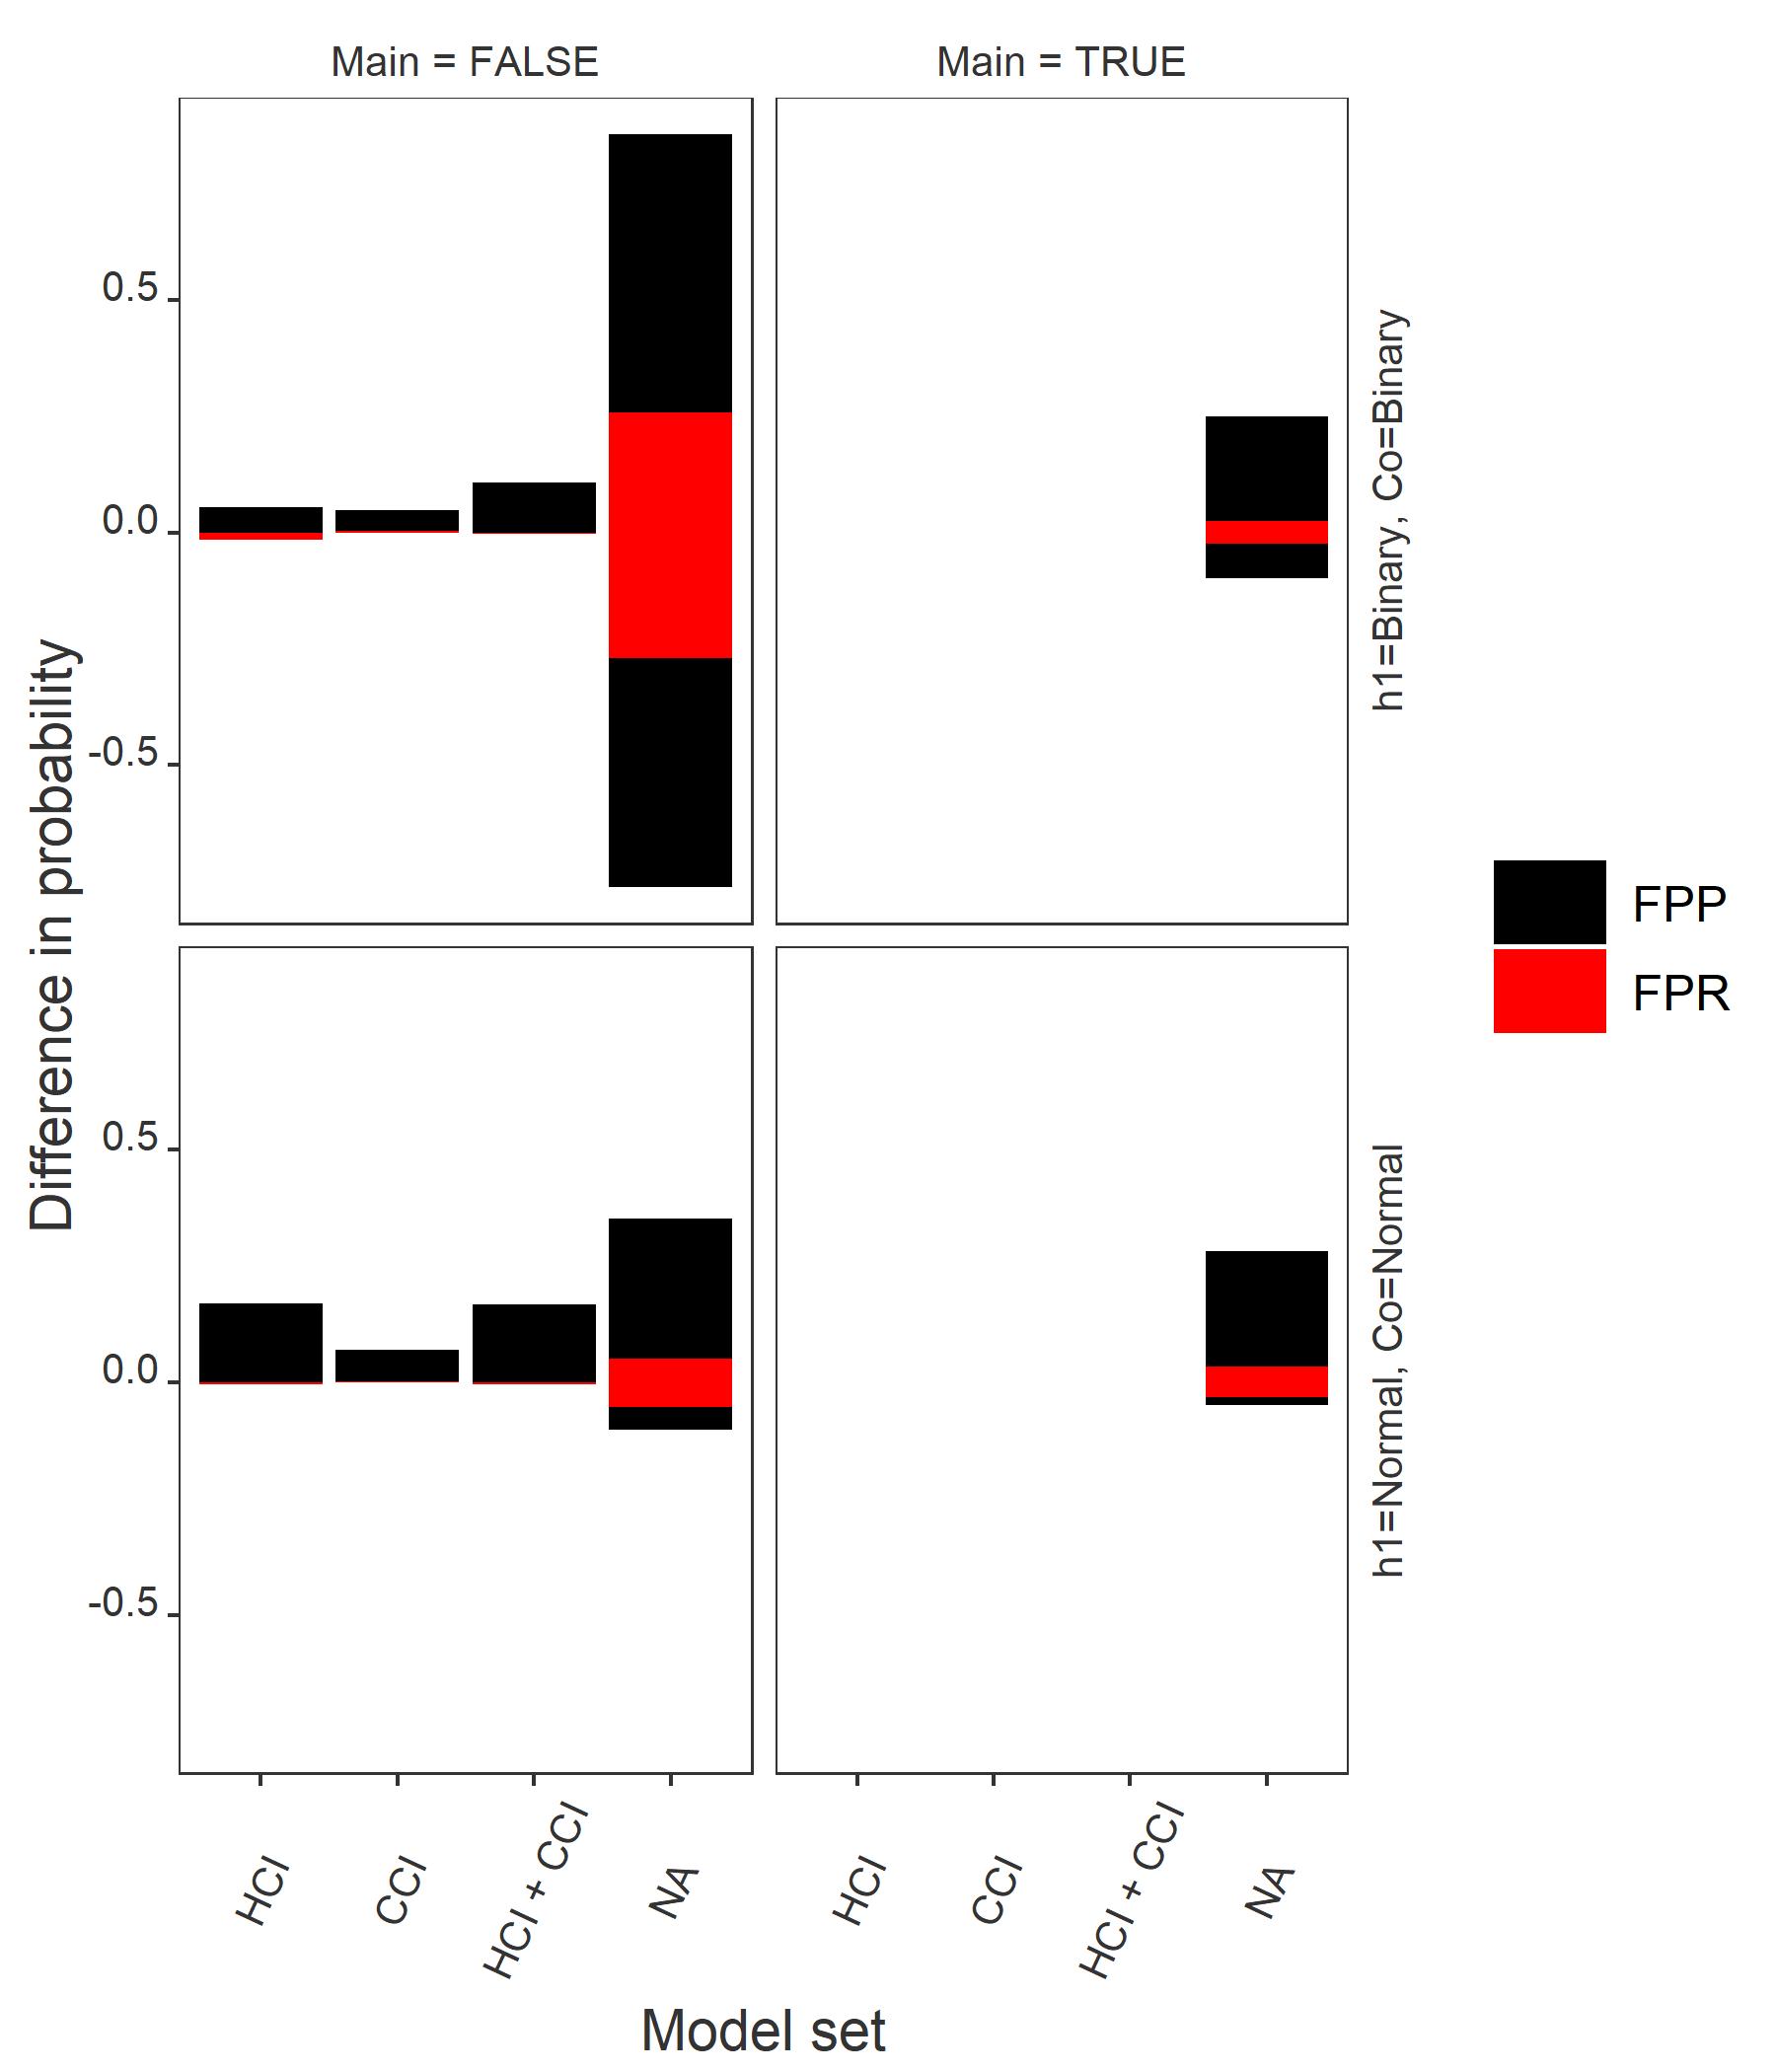 Main = FALSE
Main = TRUE
Difference in probability
0.5
0.0
-0.5
h1=Binary, Co=Binary
0.5
0.0
-0.5
h1=Normal, Co=Normal
FPP
FPR
HCI
CCI
HCI + CCI
NA
HCI
CCI
HCI + CCI
NA
Model set